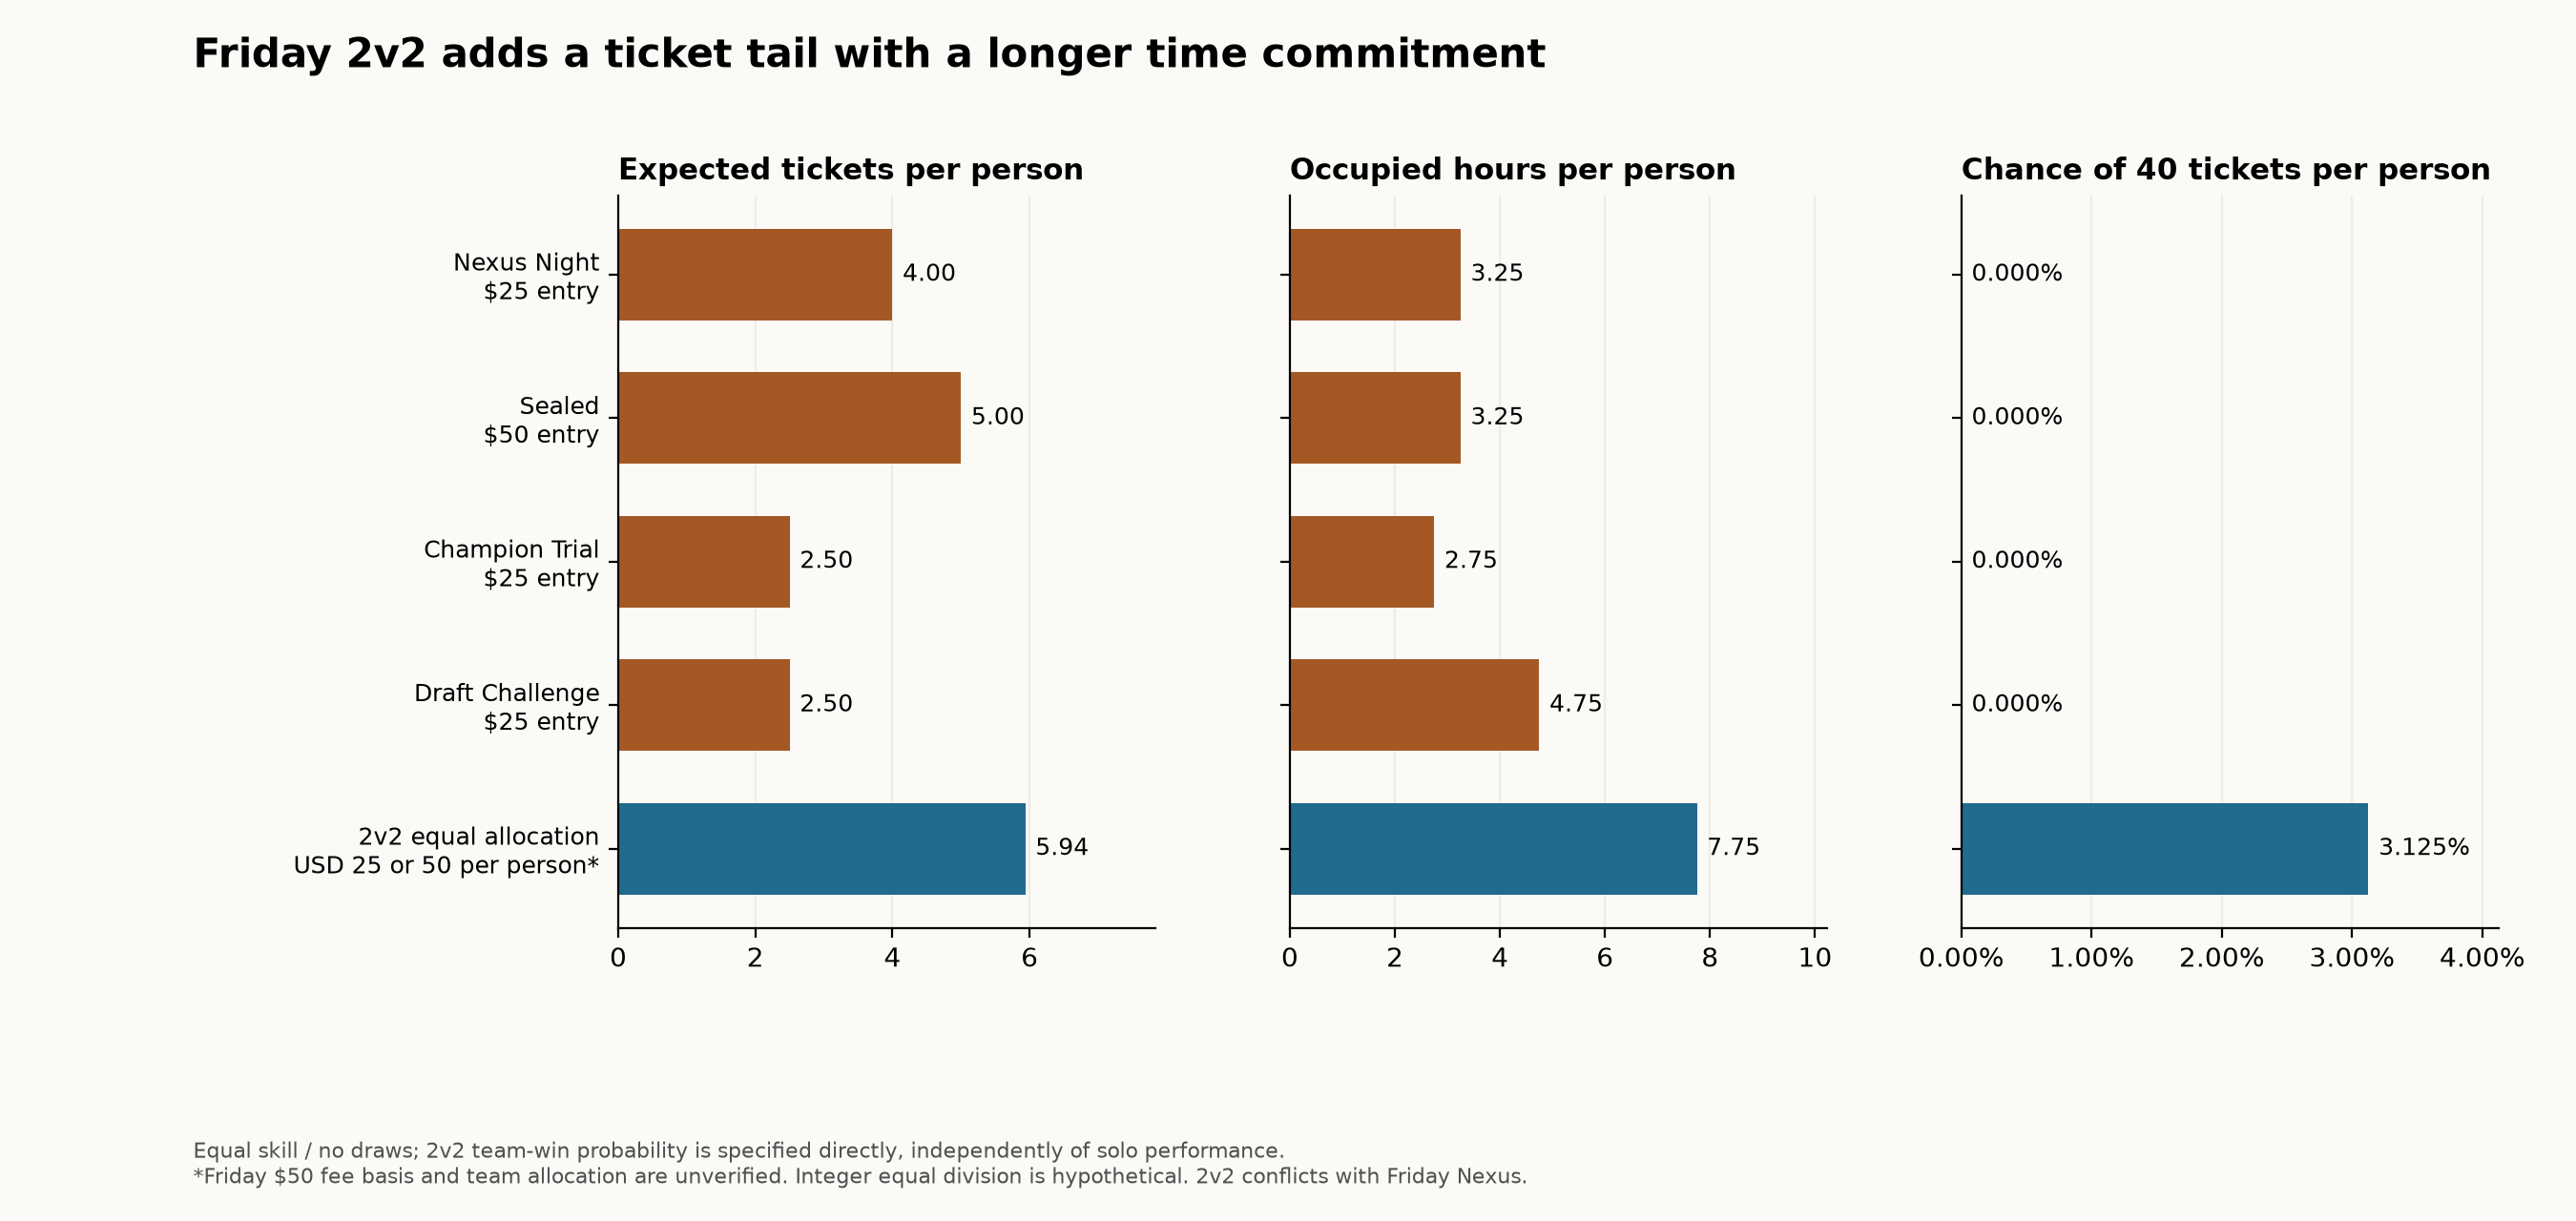 Friday 2v2 adds a ticket tail with a longer time commitment
Expected tickets per person
Nexus Night
$25 entry
4.00
Sealed
$50 entry
5.00
Champion Trial
$25 entry
2.50
Draft Challenge
$25 entry
2.50
2v2 equal allocation
USD 25 or 50 per person*
5.94
0 2 4 6
Occupied hours per person
3.25
3.25
2.75
4.75
7.75
0 2 4 6 8 10
Chance of 40 tickets per person
0.000%
0.000%
0.000%
0.000%
3.125%
0.00% 1.00% 2.00% 3.00% 4.00%
Equal skill / no draws; 2v2 team-win probability is specified directly, independently of solo performance.
*Friday $50 fee basis and team allocation are unverified. Integer equal division is hypothetical. 2v2 conflicts with Friday Nexus.